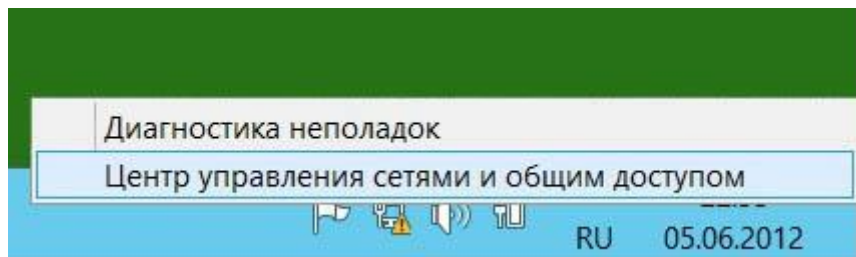 Диагностика неполадок
Центр управления сетями и общим доступом
RU
05.06.2012